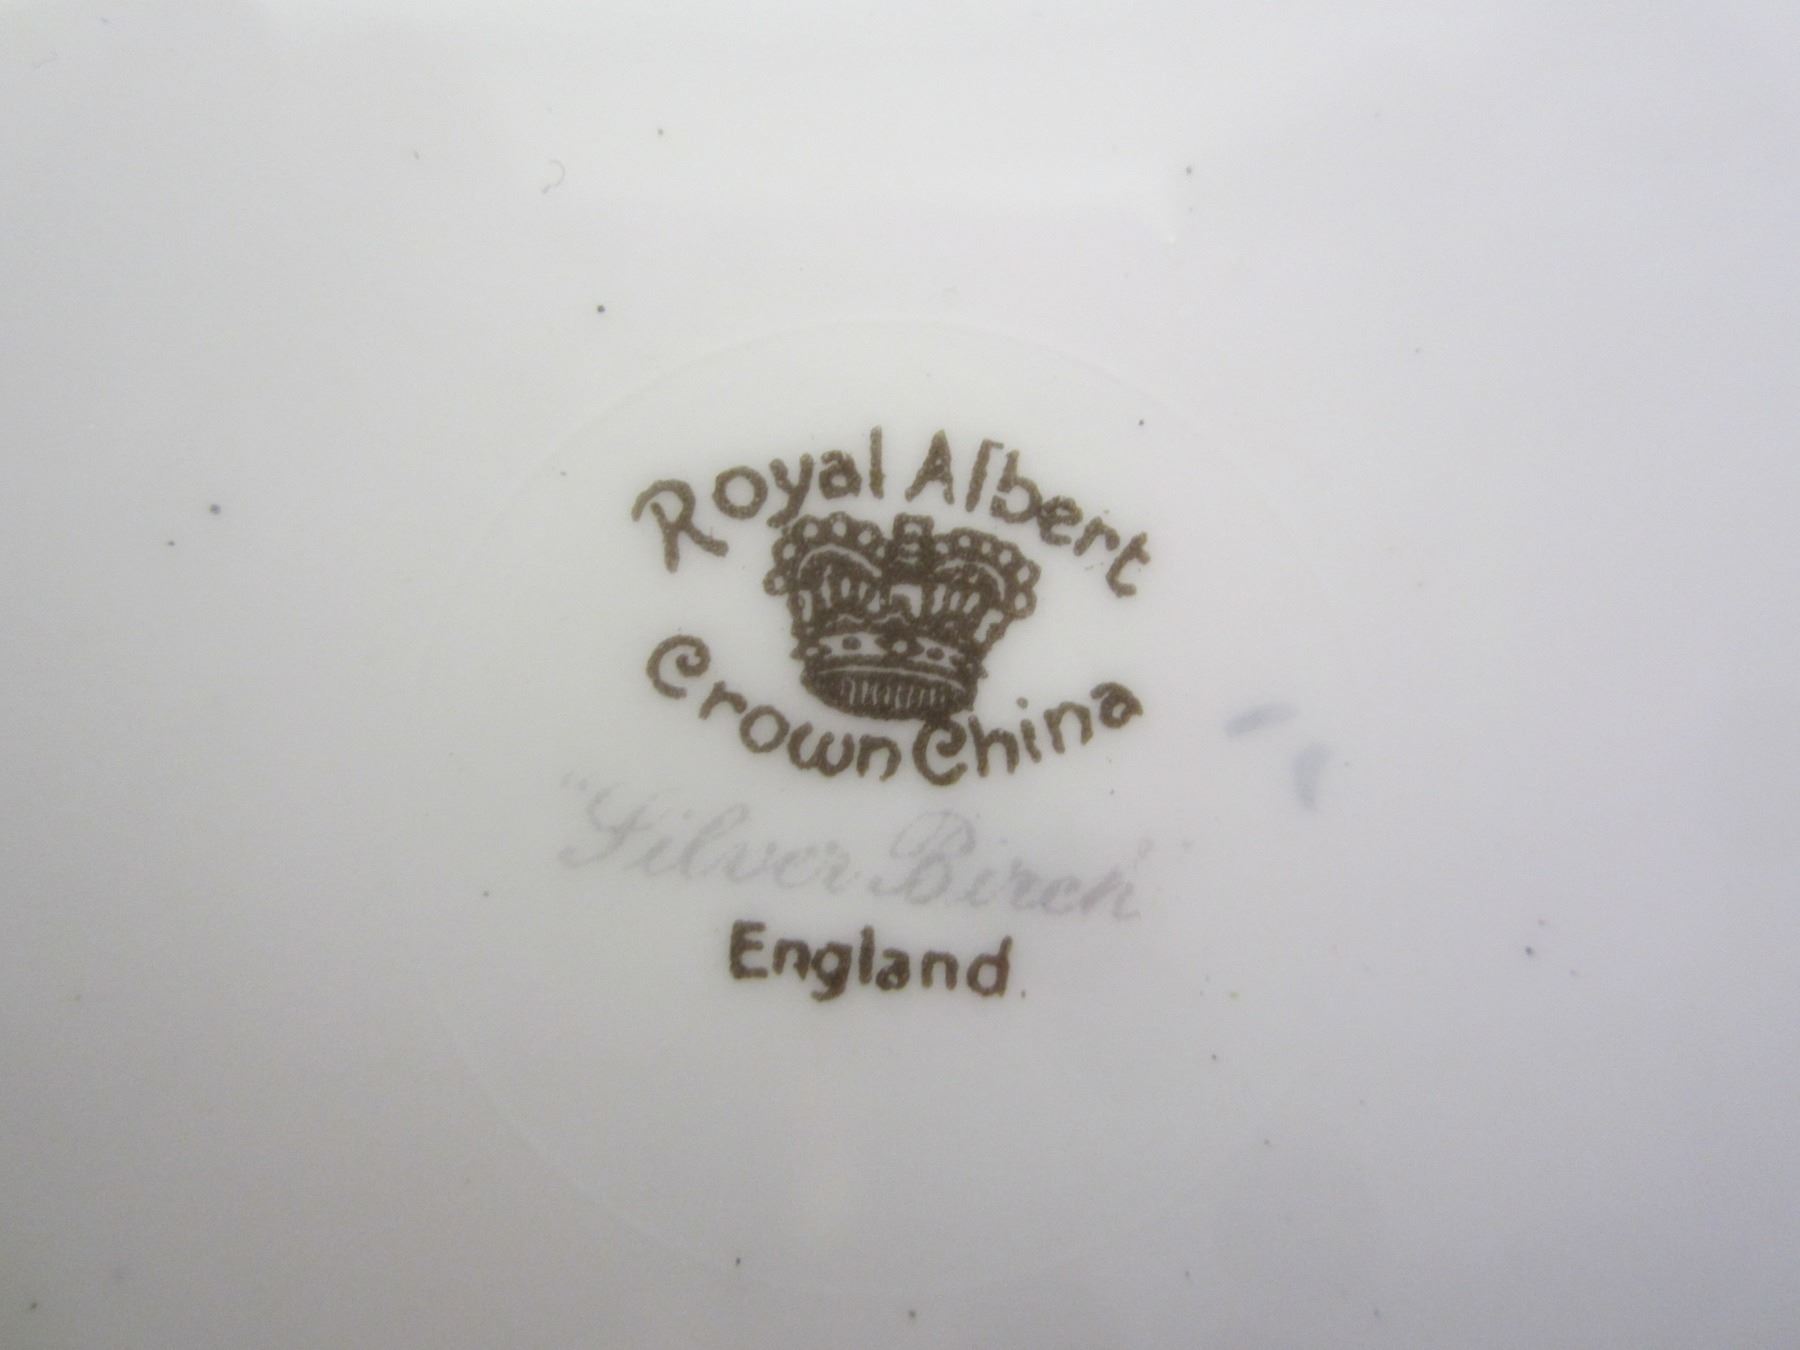 Royal Albert
Crown China
"Silver Birch"
England